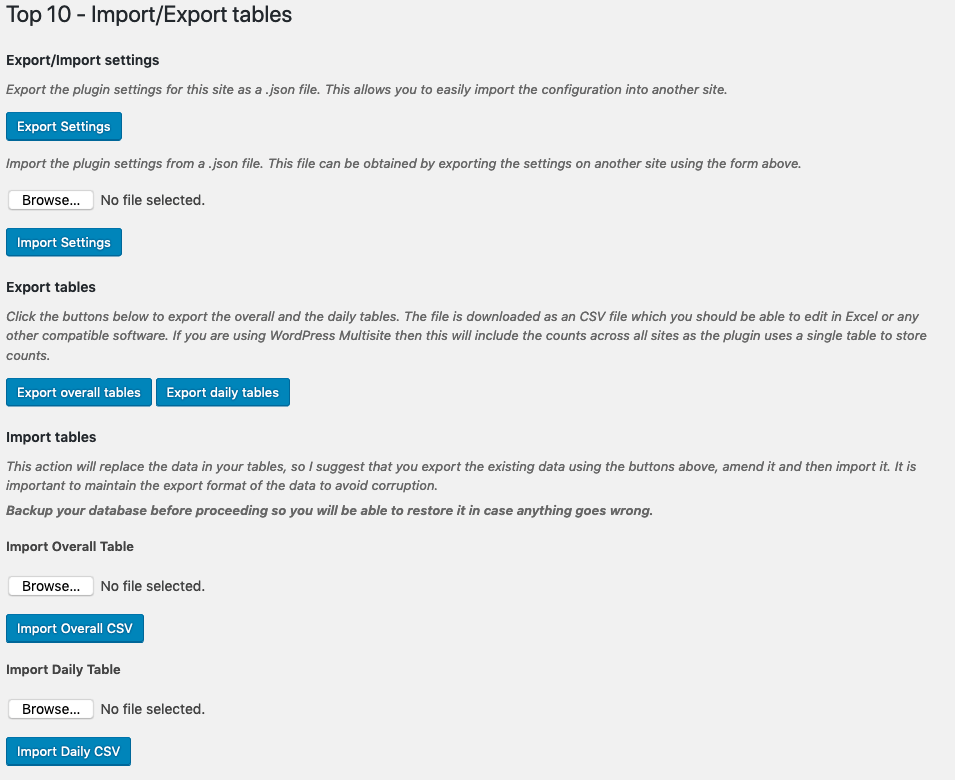 Top 10 - Import/Export tables
Export/Import settings
Export the plugin settings for this site as a .json file. This allows you to easily import the configuration into another site.
Export Settings
Import the plugin settings from a .json file. This file can be obtained by exporting the settings on another site using the form above.
Browse... No file selected.
Import Settings
Export tables
Click the buttons below to export the overall and the daily tables. The file is downloaded as an CSV file which you should be able to edit in Excel or any
other compatible software. If you are using WordPress Multisite then this will include the counts across all sites as the plugin uses a single table to store
counts.
Export overall tables Export daily tables
Import tables
This action will replace the data in your tables, so I suggest that you export the existing data using the buttons above, amend it and then import it. It is
important to maintain the export format of the data to avoid corruption.
Backup your database before proceeding so you will be able to restore it in case anything goes wrong.
Import Overall Table
Browse... No file selected.
Import Overall CSV
Import Daily Table
Browse... No file selected.
Import Daily CSV